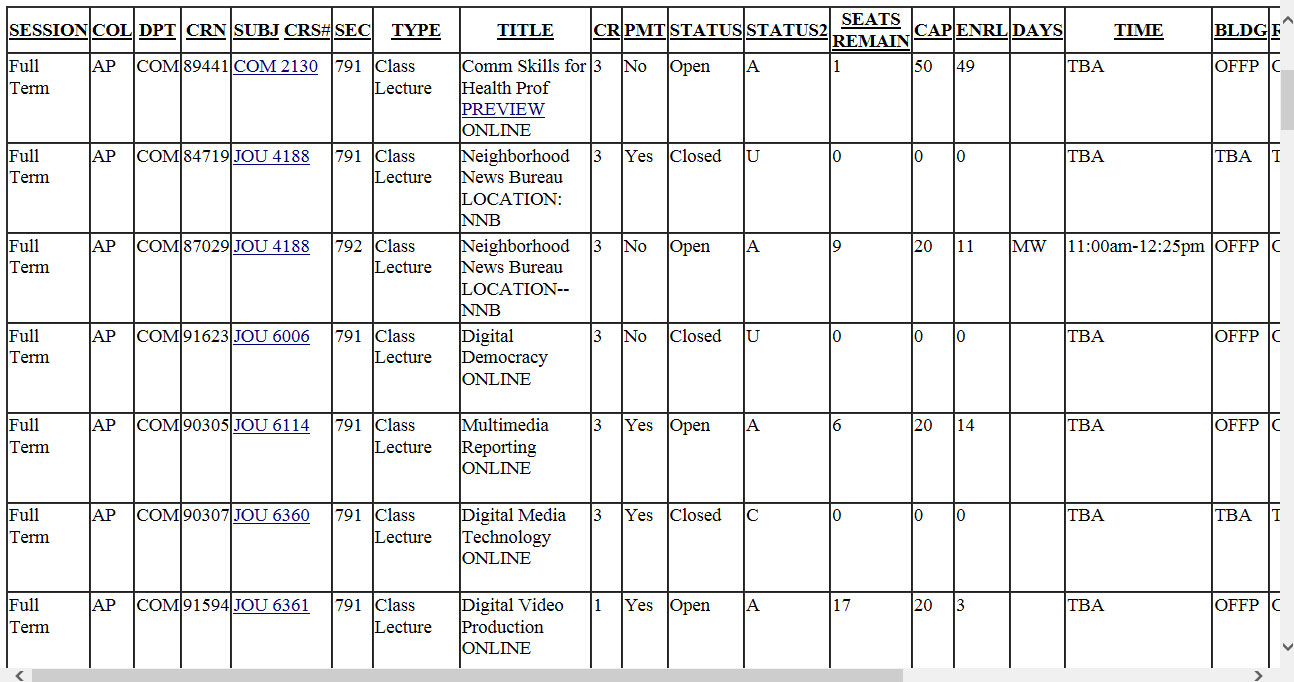 SESSION COL DPT CRN SUBJ CRS# SEC TYPE TITLE CR PMT STATUS STATUS2 SEATS REMAIN CAP ENRL DAYS TIME BLDG
Full AP COM 89441 COM 2130 791 Class Comm Skills for 3 No Open A 1 50 49 TBA OFFP
Term Lecture Health Prof
PREVIEW
ONLINE
Full AP COM 84719 JOU 4188 791 Class Neighborhood 3 Yes Closed U 0 0 0 TBA TBA
Term Lecture News Bureau
LOCATION:
NNB
Full AP COM 87029 JOU 4188 792 Class Neighborhood 3 No Open A 9 20 11 MW 11:00am-12:25pm OFFP
Term Lecture News Bureau
LOCATION--
NNB
Full AP COM 91623 JOU 6006 791 Class Digital 3 No Closed U 0 0 0 TBA OFFP
Term Lecture Democracy
ONLINE
Full AP COM 90305 JOU 6114 791 Class Multimedia 3 Yes Open A 6 20 14 TBA OFFP
Term Lecture Reporting
ONLINE
Full AP COM 90307 JOU 6360 791 Class Digital Media 3 Yes Closed C 0 0 0 TBA TBA
Term Lecture Technology
ONLINE
Full AP COM 91594 JOU 6361 791 Class Digital Video 1 Yes Open A 17 20 3 TBA OFFP
Term Lecture Production
ONLINE